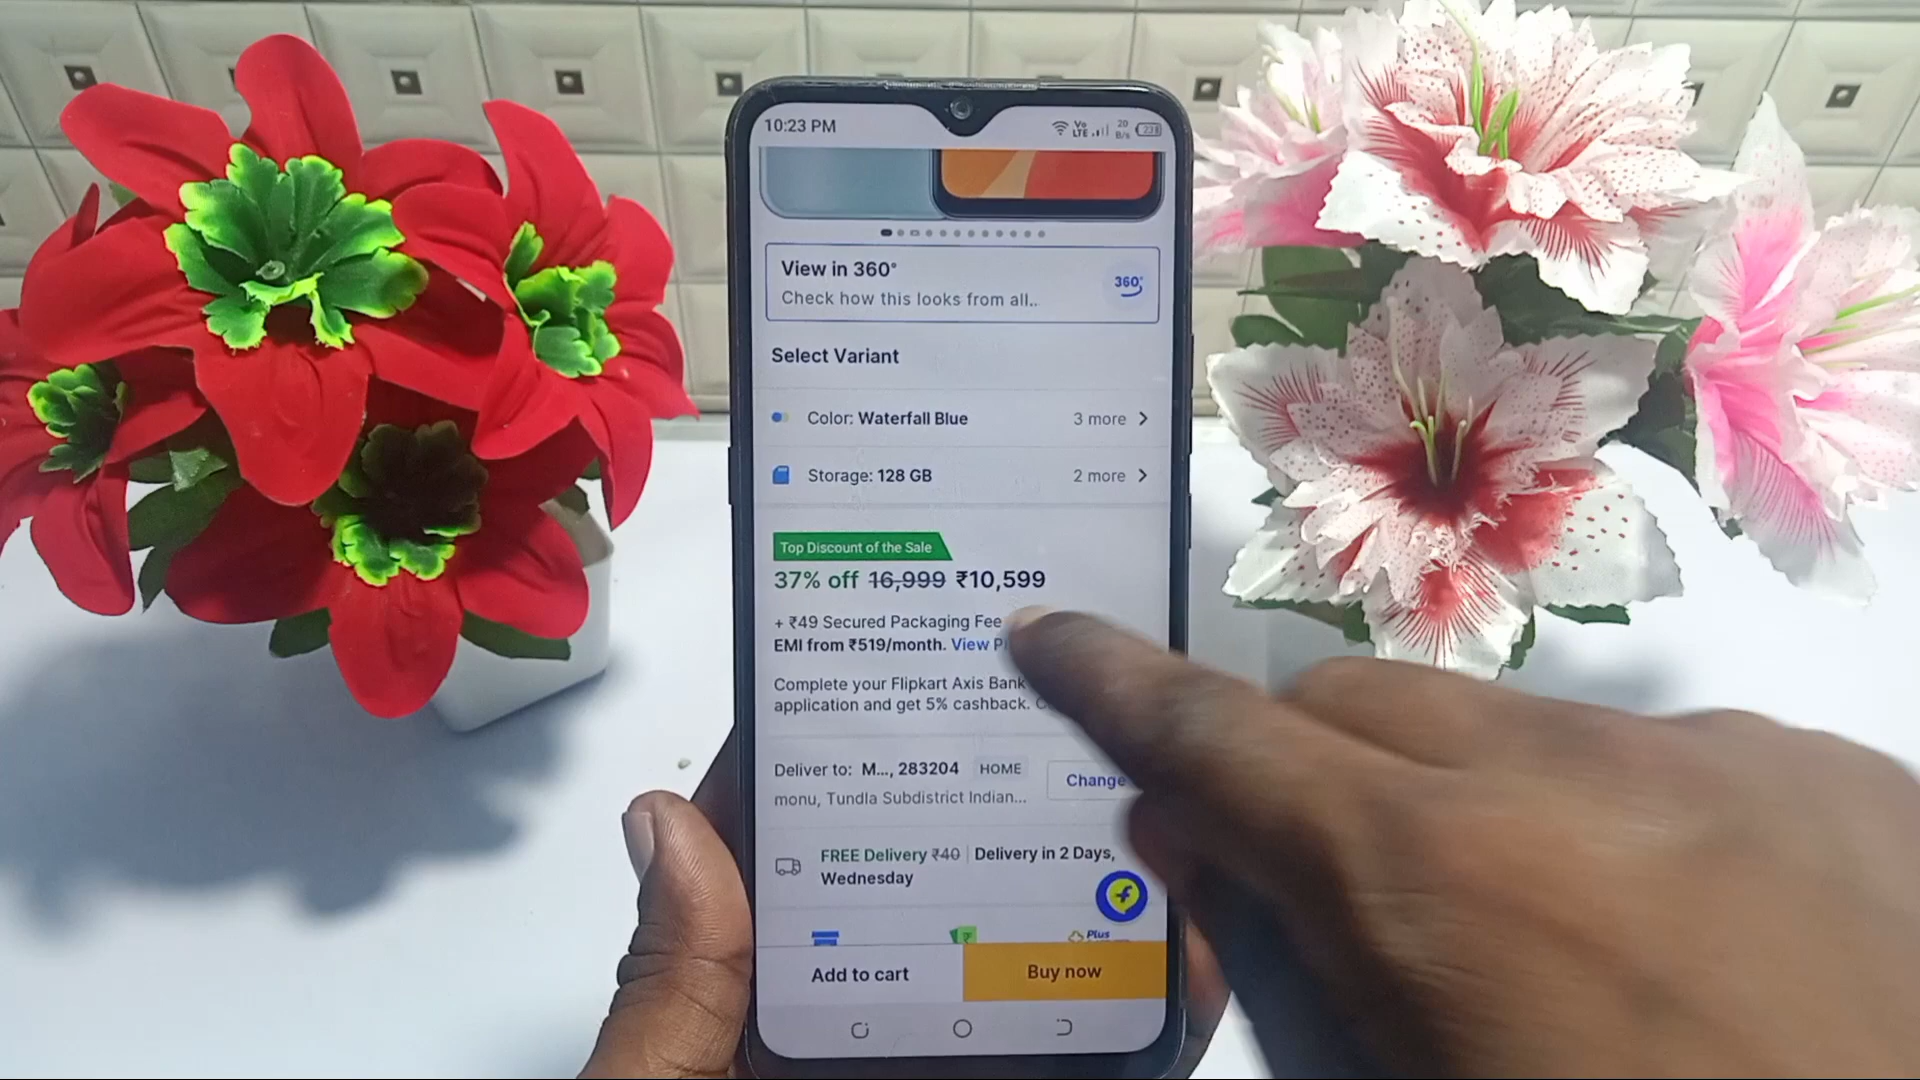 10:23 PM
Vo
LTE
20
B/s
23
View in 360°
Check how this looks from all..
360°
Select Variant
Color: Waterfall Blue
3 more
Storage: 128 GB
2 more
Top Discount of the Sale
37% off 16,999 ₹10,599
+ ₹49 Secured Packaging Fee
EMI from ₹519/month. View
Complete your Flipkart Axis Bank
application and get 5% cashback.
Deliver to: M..., 283204 HOME
Change
monu, Tundla Subdistrict Indian...
FREE Delivery ₹40 | Delivery in 2 Days,
Wednesday
Plus
Add to cart
Buy now